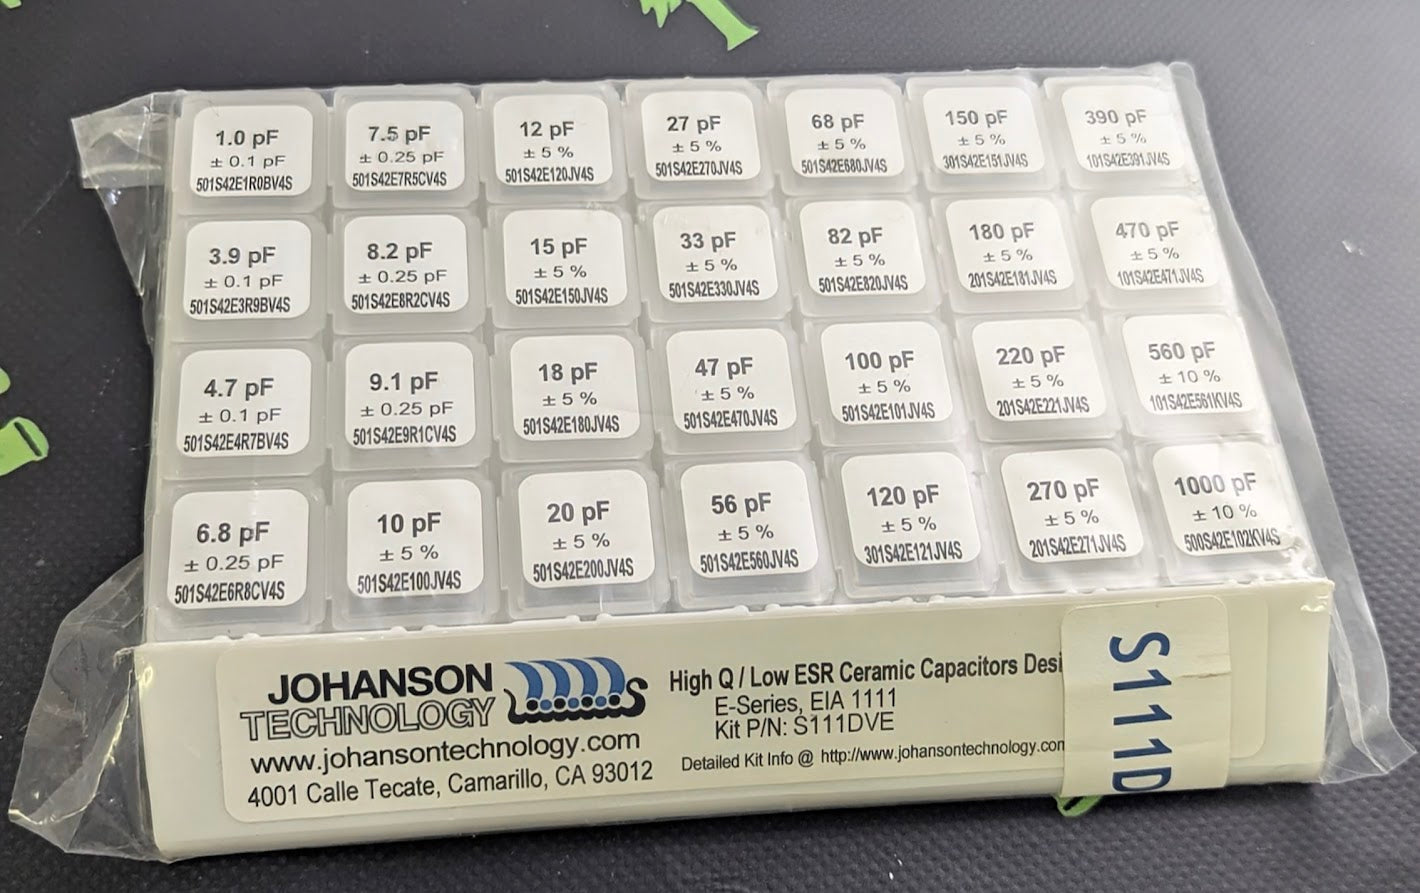 1.0 pF
± 0.1 pF
501S42E1R0BV4S
7.5 pF
± 0.25 pF
501S42E7R5CV4S
12 pF
± 5 %
501S42E120JV4S
27 pF
± 5 %
501S42E270JV4S
68 pF
± 5 %
501S42E680JV4S
150 pF
± 5 %
301S42E151JV4S
390 pF
± 5 %
101S42E391JV4S
3.9 pF
± 0.1 pF
501S42E3R9BV4S
8.2 pF
± 0.25 pF
501S42E8R2CV4S
15 pF
± 5 %
501S42E150JV4S
33 pF
± 5 %
501S42E330JV4S
82 pF
± 5 %
501S42E820JV4S
180 pF
± 5 %
201S42E181JV4S
470 pF
± 5 %
101S42E471JV4S
4.7 pF
± 0.1 pF
501S42E4R7BV4S
9.1 pF
± 0.25 pF
501S42E9R1CV4S
18 pF
± 5 %
501S42E180JV4S
47 pF
± 5 %
501S42E470JV4S
100 pF
± 5 %
501S42E101JV4S
220 pF
± 5 %
201S42E221JV4S
560 pF
± 10 %
101S42E561KV4S
6.8 pF
± 0.25 pF
501S42E6R8CV4S
10 pF
± 5 %
501S42E100JV4S
20 pF
± 5 %
501S42E200JV4S
56 pF
± 5 %
501S42E560JV4S
120 pF
± 5 %
301S42E121JV4S
270 pF
± 5 %
201S42E271JV4S
1000 pF
± 10 %
500S42E102KV4S
JOHANSON
TECHNOLOGY
www.johansontechnology.com
4001 Calle Tecate, Camarillo, CA 93012
High Q / Low ESR Ceramic Capacitors Desi
E-Series, EIA 1111
Kit P/N: S111DVE
Detailed Kit Info @ http://www.johansontechnology.com
S111D